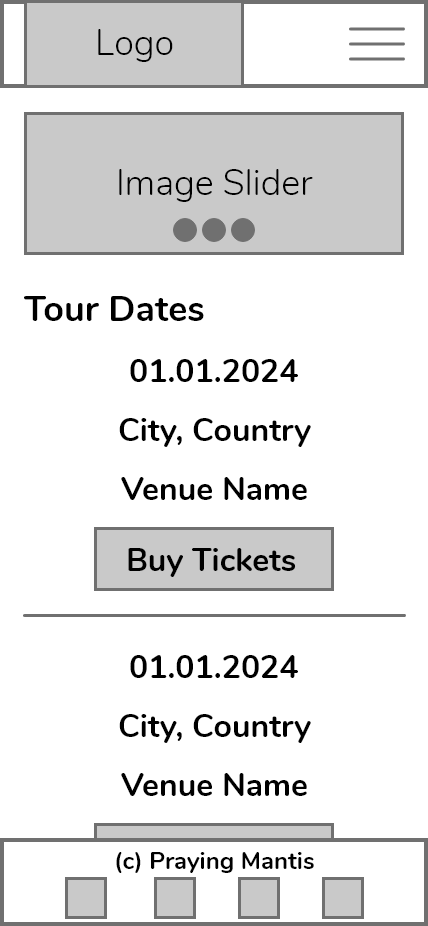 Logo
Image Slider
Tour Dates
01.01.2024
City, Country
Venue Name
Buy Tickets
01.01.2024
City, Country
Venue Name
(c) Praying Mantis